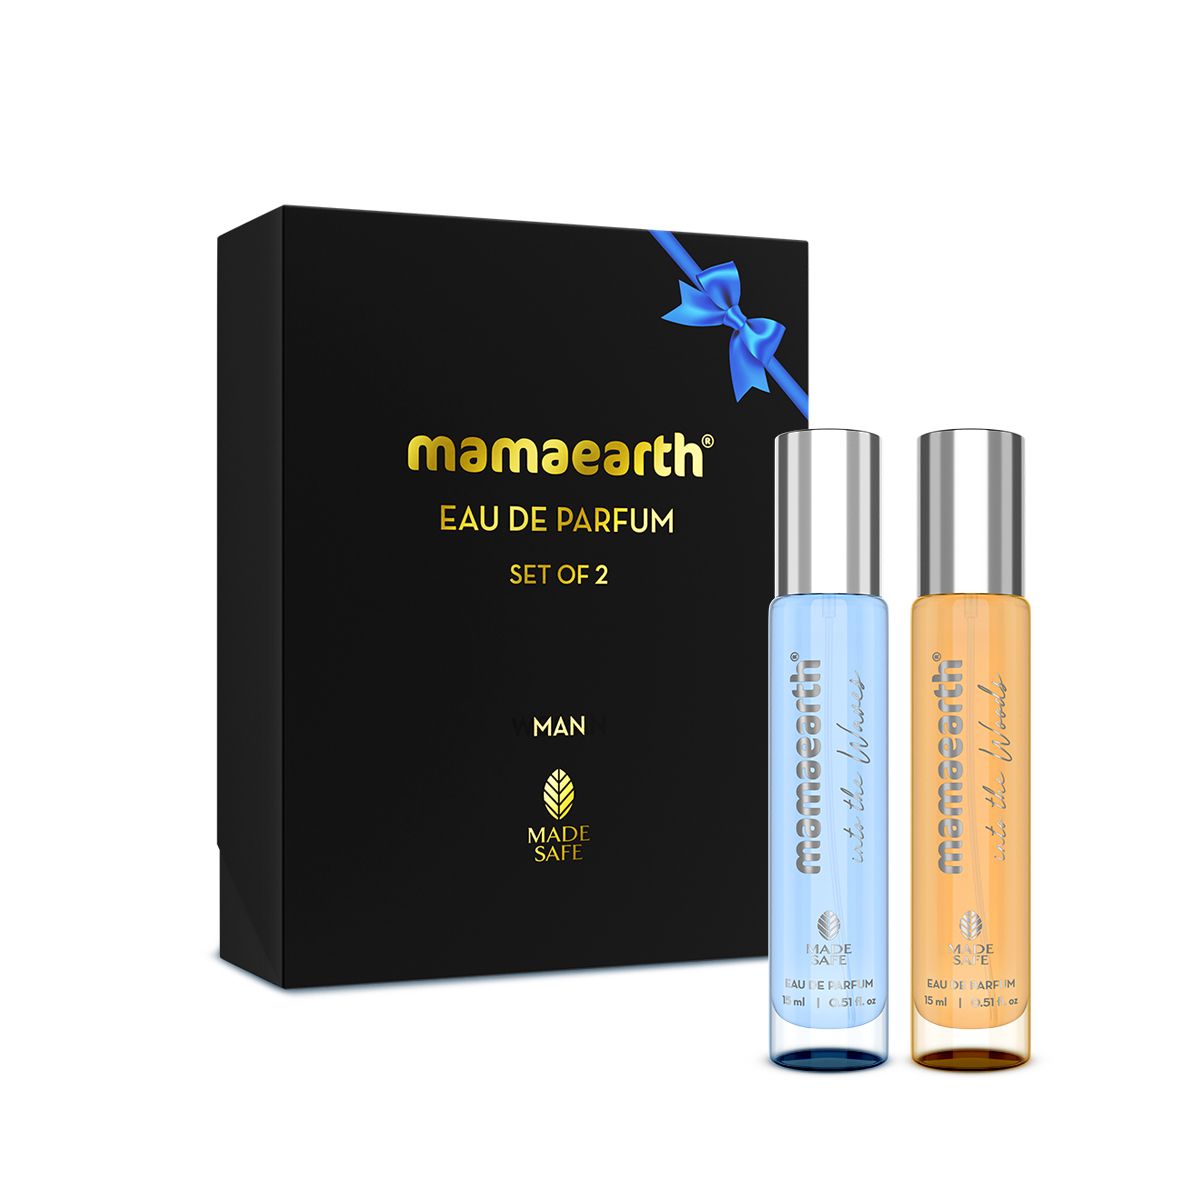 mamaearth®
EAU DE PARFUM
SET OF 2
MAN
MADE
SAFE
mamaearth®
into the Waves
MADE
SAFE
EAU DE PARFUM
15 ml | 0.51 fl. oz
mamaearth®
into the Woods
MADE
SAFE
EAU DE PARFUM
15 ml | 0.51 fl. oz